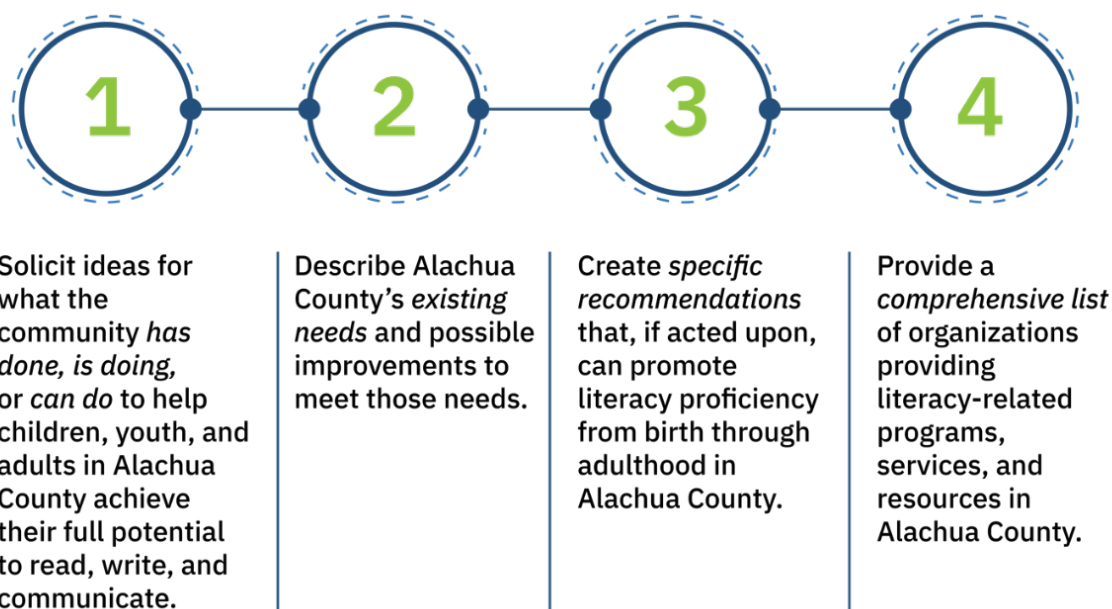 1
2
3
4
Solicit ideas for
what the
community has
done, is doing,
or can do to help
children, youth, and
adults in Alachua
County achieve
their full potential
to read, write, and
communicate.
Describe Alachua
County’s existing
needs and possible
improvements to
meet those needs.
Create specific
recommendations
that, if acted upon,
can promote
literacy proficiency
from birth through
adulthood in
Alachua County.
Provide a
comprehensive list
of organizations
providing
literacy-related
programs,
services, and
resources in
Alachua County.